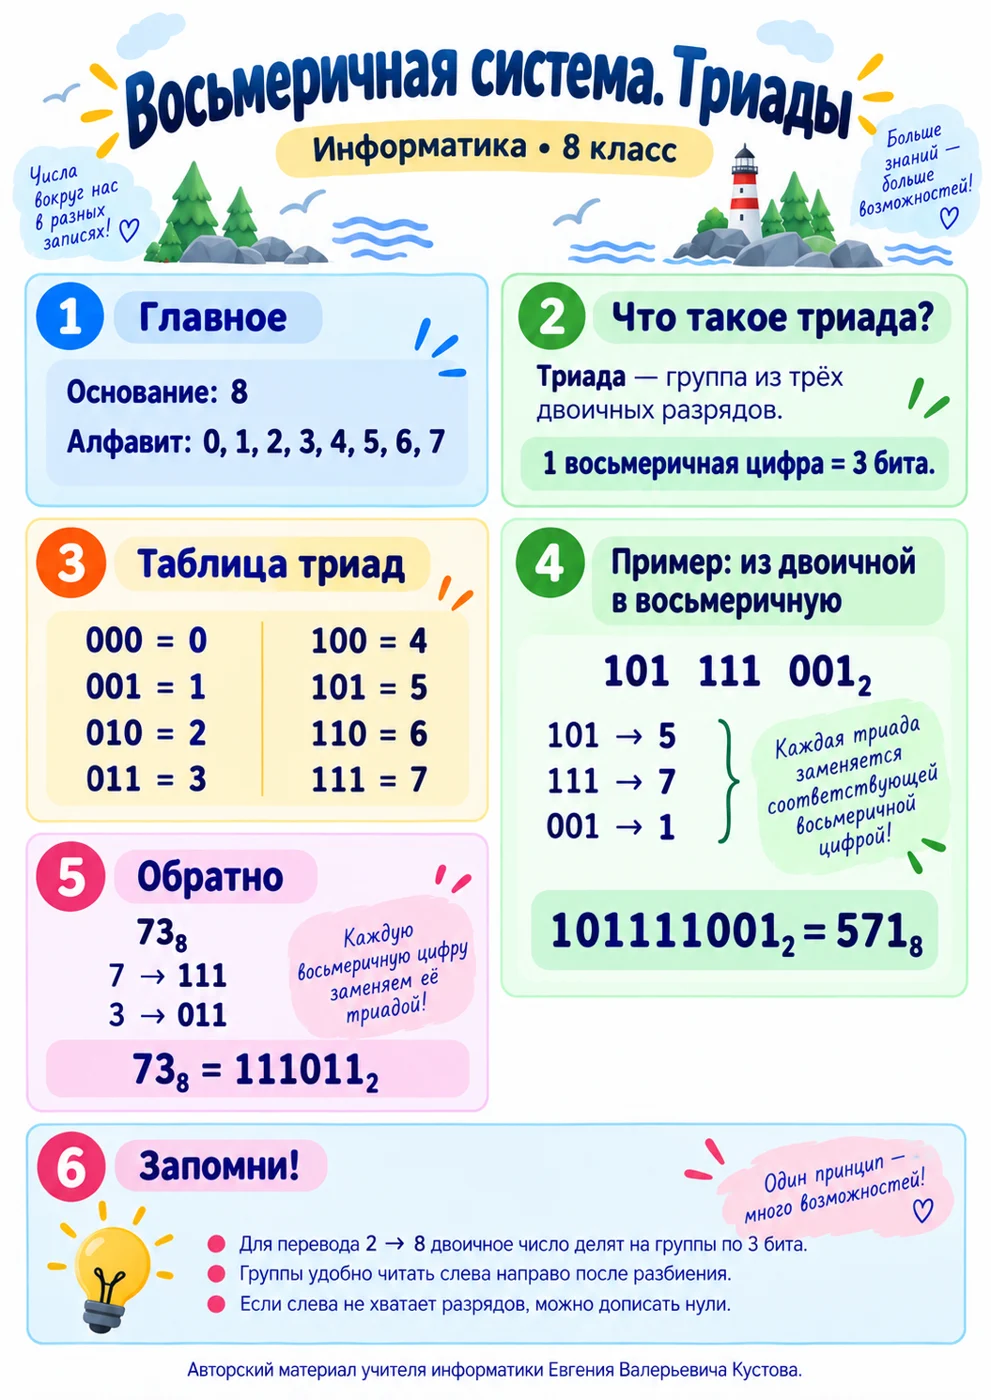 Восьмеричная система. Триады
Информатика • 8 класс
Числа
вокруг нас
в разных
записях! ♡
Больше
знаний —
больше
возможностей!
♡
1 Главное
Основание: 8
Алфавит: 0, 1, 2, 3, 4, 5, 6, 7
2 Что такое триада?
Триада — группа из трёх
двоичных разрядов.
1 восьмеричная цифра = 3 бита.
3 Таблица триад
000 = 0
001 = 1
010 = 2
011 = 3
100 = 4
101 = 5
110 = 6
111 = 7
4 Пример: из двоичной
в восьмеричную
101 111 001₂
101 → 5
111 → 7
001 → 1
Каждая триада
заменяется
соответствующей
восьмеричной
цифрой!
101111001₂ = 571₈
5 Обратно
73₈
7 → 111
3 → 011
Каждую
восьмеричную цифру
заменяем её
триадой!
73₈ = 111011₂
6 Запомни!
Один принцип —
много возможностей!
♡
Для перевода 2 → 8 двоичное число делят на группы по 3 бита.
Группы удобно читать слева направо после разбиения.
Если слева не хватает разрядов, можно дописать нули.
Авторский материал учителя информатики Евгения Валерьевича Кустова.